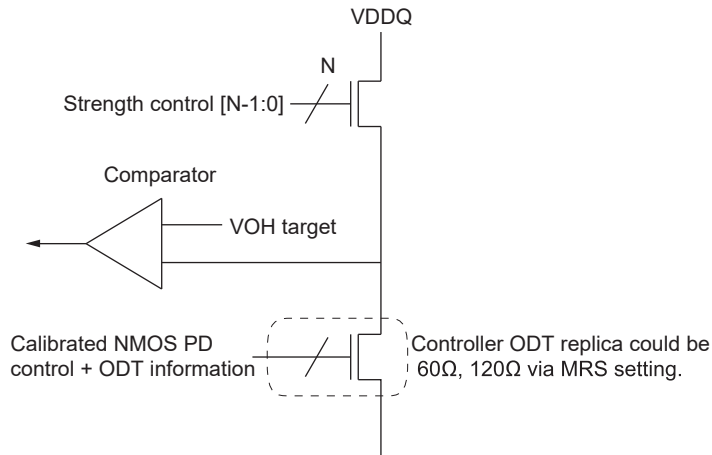 VDDQ
N
Strength control [N-1:0]
Comparator
VOH target
Calibrated NMOS PD
control + ODT information
Controller ODT replica could be
60Ω, 120Ω via MRS setting.